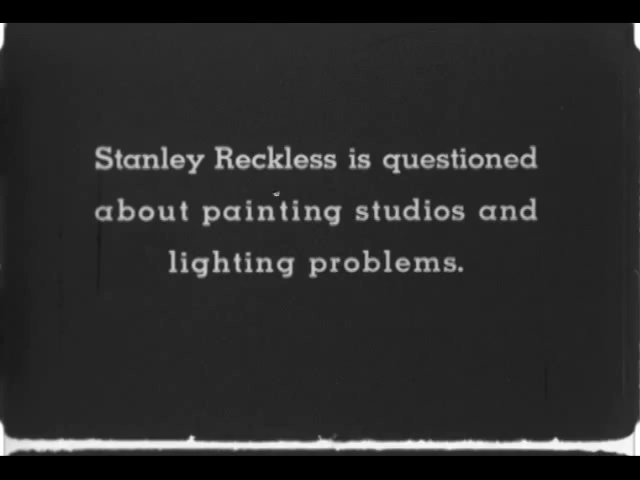 Stanley Reckless is questioned
about painting studios and
lighting problems.